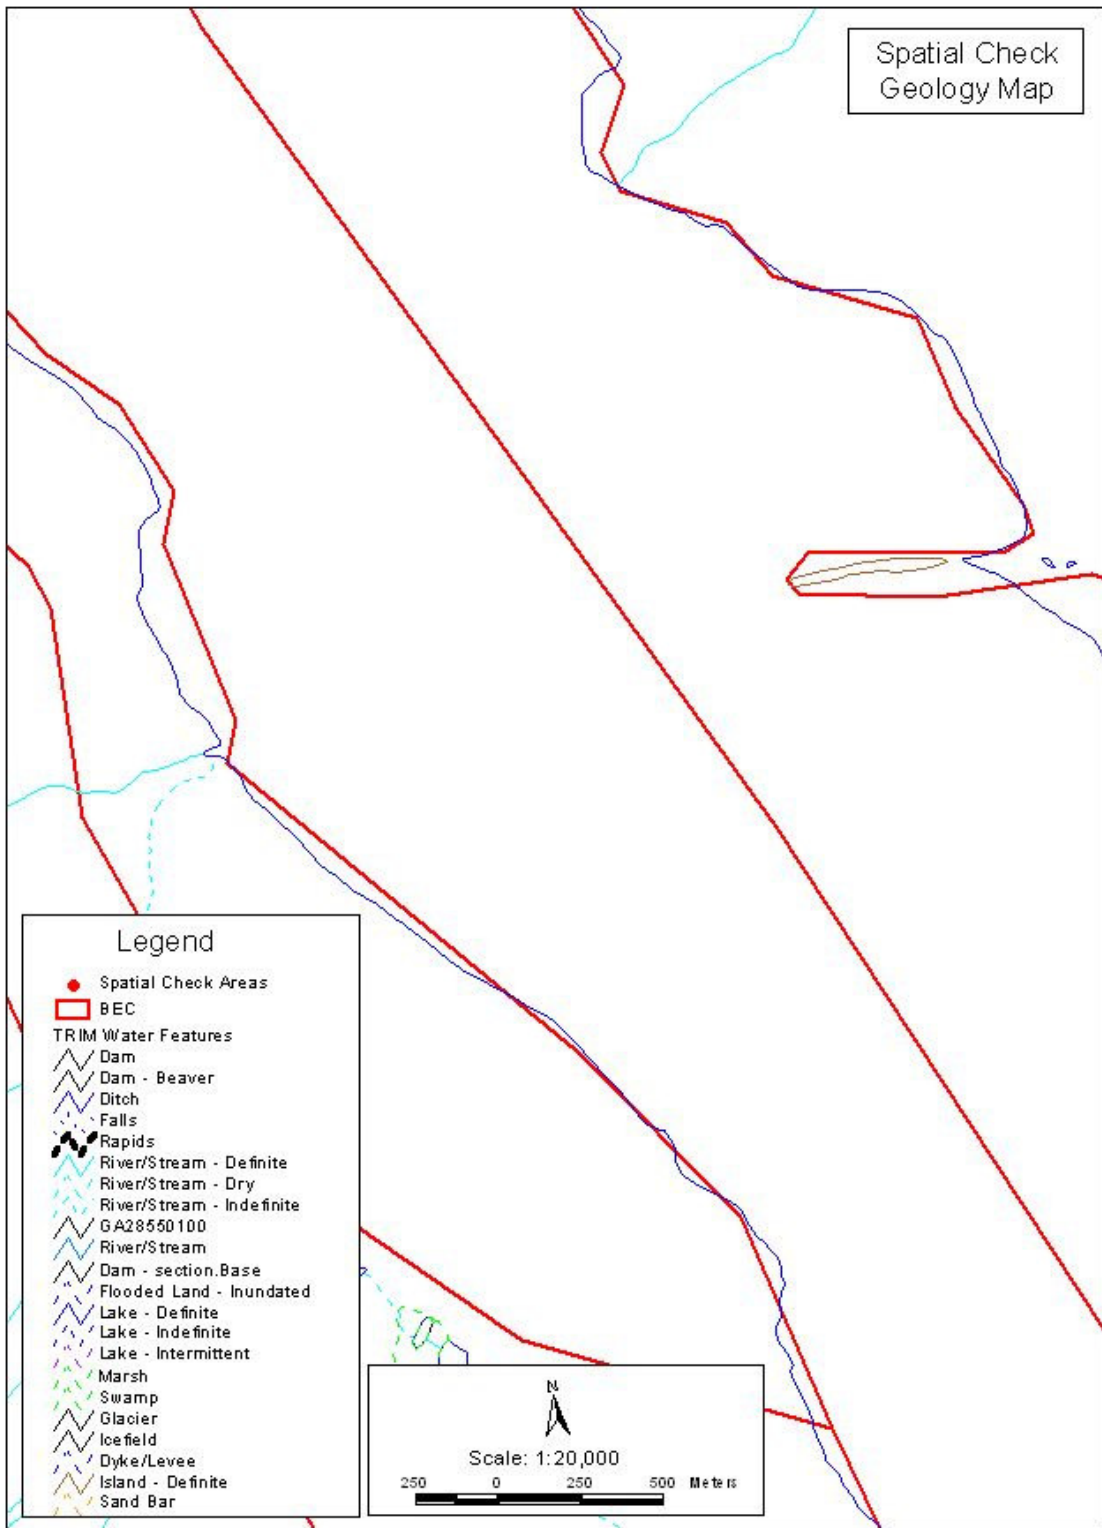 Spatial Check
Geology Map
Legend
Spatial Check Areas
BEC
TRIM Water Features
Dam
Dam - Beaver
Ditch
Falls
Rapids
River/Stream - Definite
River/Stream - Dry
River/Stream - Indefinite
GA28550100
River/Stream
Dam - section.Base
Flooded Land - Inundated
Lake - Definite
Lake - Indefinite
Lake - Intermittent
Marsh
Swamp
Glacier
Icefield
Dyke/Levee
Island - Definite
Sand Bar
N
Scale: 1:20,000
250 0 250 500 Meters